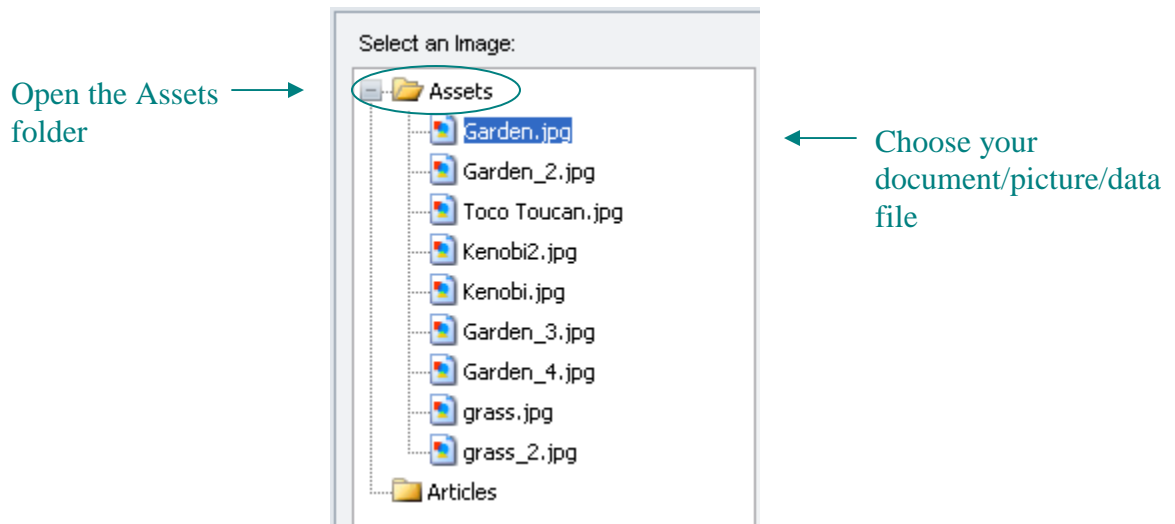 Select an Image:
Open the Assets
folder
Assets
Garden.jpg
Garden_2.jpg
Toco Toucan.jpg
Kenobi2.jpg
Kenobi.jpg
Garden_3.jpg
Garden_4.jpg
grass.jpg
grass_2.jpg
Articles
Choose your
document/picture/data
file